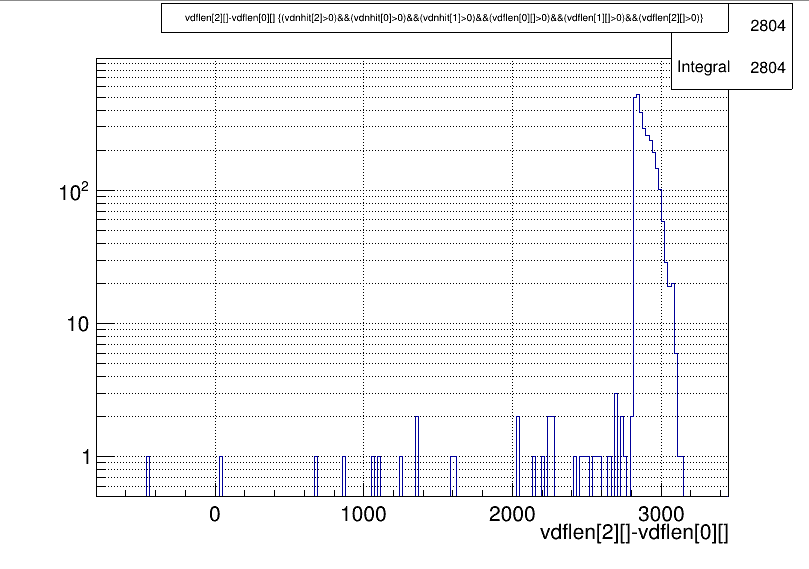 vdflen[2][]-vdflen[0][] {(vdnhit[2]>0)&&(vdnhit[0]>0)&&(vdnhit[1]>0)&&(vdflen[0][]>0)&&(vdflen[1][]>0)&&(vdflen[2][]>0)}
2804
Integral 2804
10²
10
1
0 1000 2000 3000
vdflen[2][]-vdflen[0][]